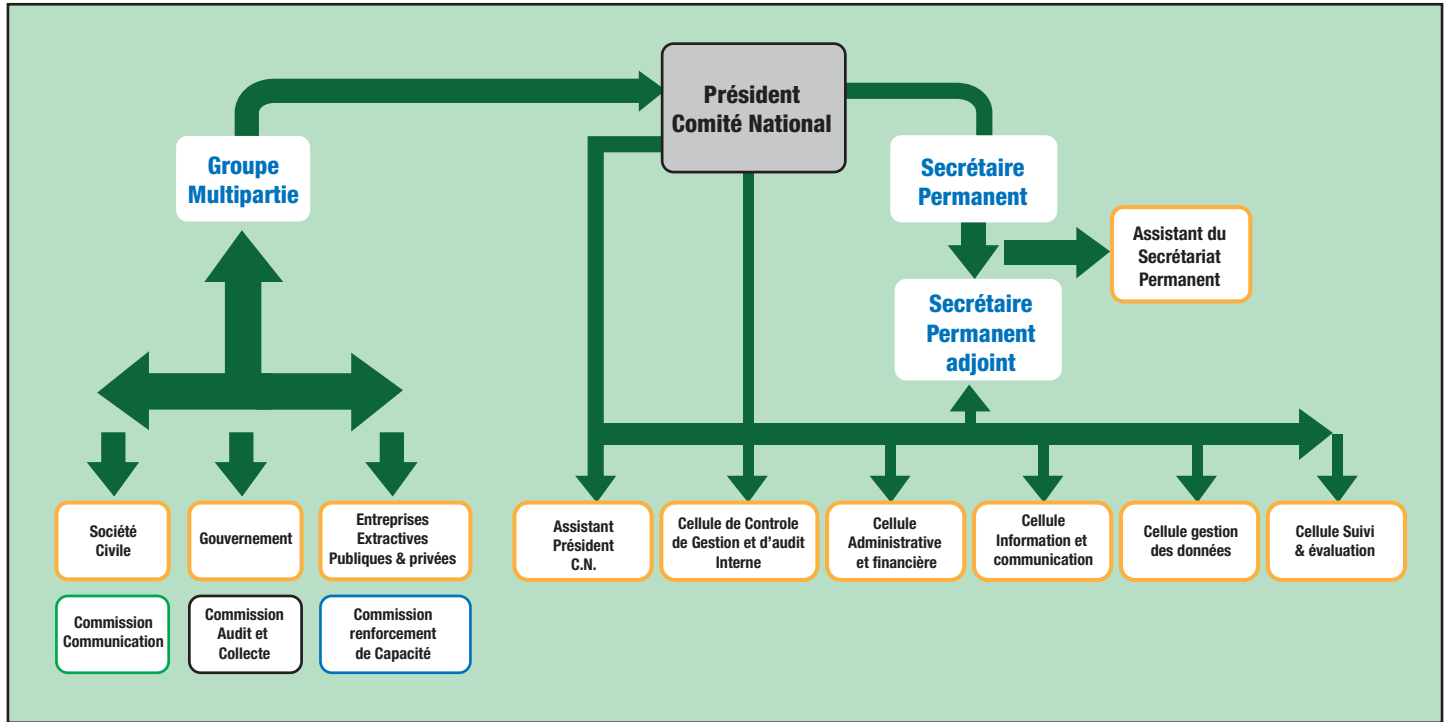 Président
Comité National
Groupe
Multipartie
Secrétaire
Permanent
Assistant du
Secrétariat
Permanent
Secrétaire
Permanent
adjoint
Société
Civile
Gouvernement
Entreprises
Extractives
Publiques & privées
Assistant
Président
C.N.
Cellule de Controle
de Gestion et d'audit
Interne
Cellule
Administrative
et financière
Cellule
Information et
communication
Cellule gestion
des données
Cellule Suivi
& évaluation
Commission
Communication
Commission
Audit et
Collecte
Commission
renforcement
de Capacité